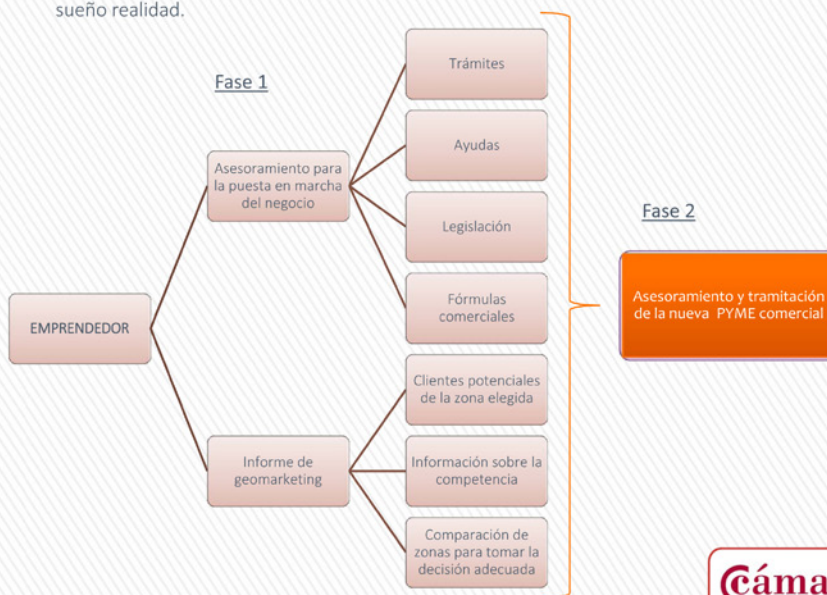 sueño realidad.
Fase 1
Trámites
Ayudas
Asesoramiento para
la puesta en marcha
del negocio
Legislación
Fórmulas
comerciales
EMPRENDEDOR
Clientes potenciales
de la zona elegida
Informe de
geomarketing
Información sobre la
competencia
Comparación de
zonas para tomar la
decisión adecuada
Fase 2
Asesoramiento y tramitación
de la nueva PYME comercial